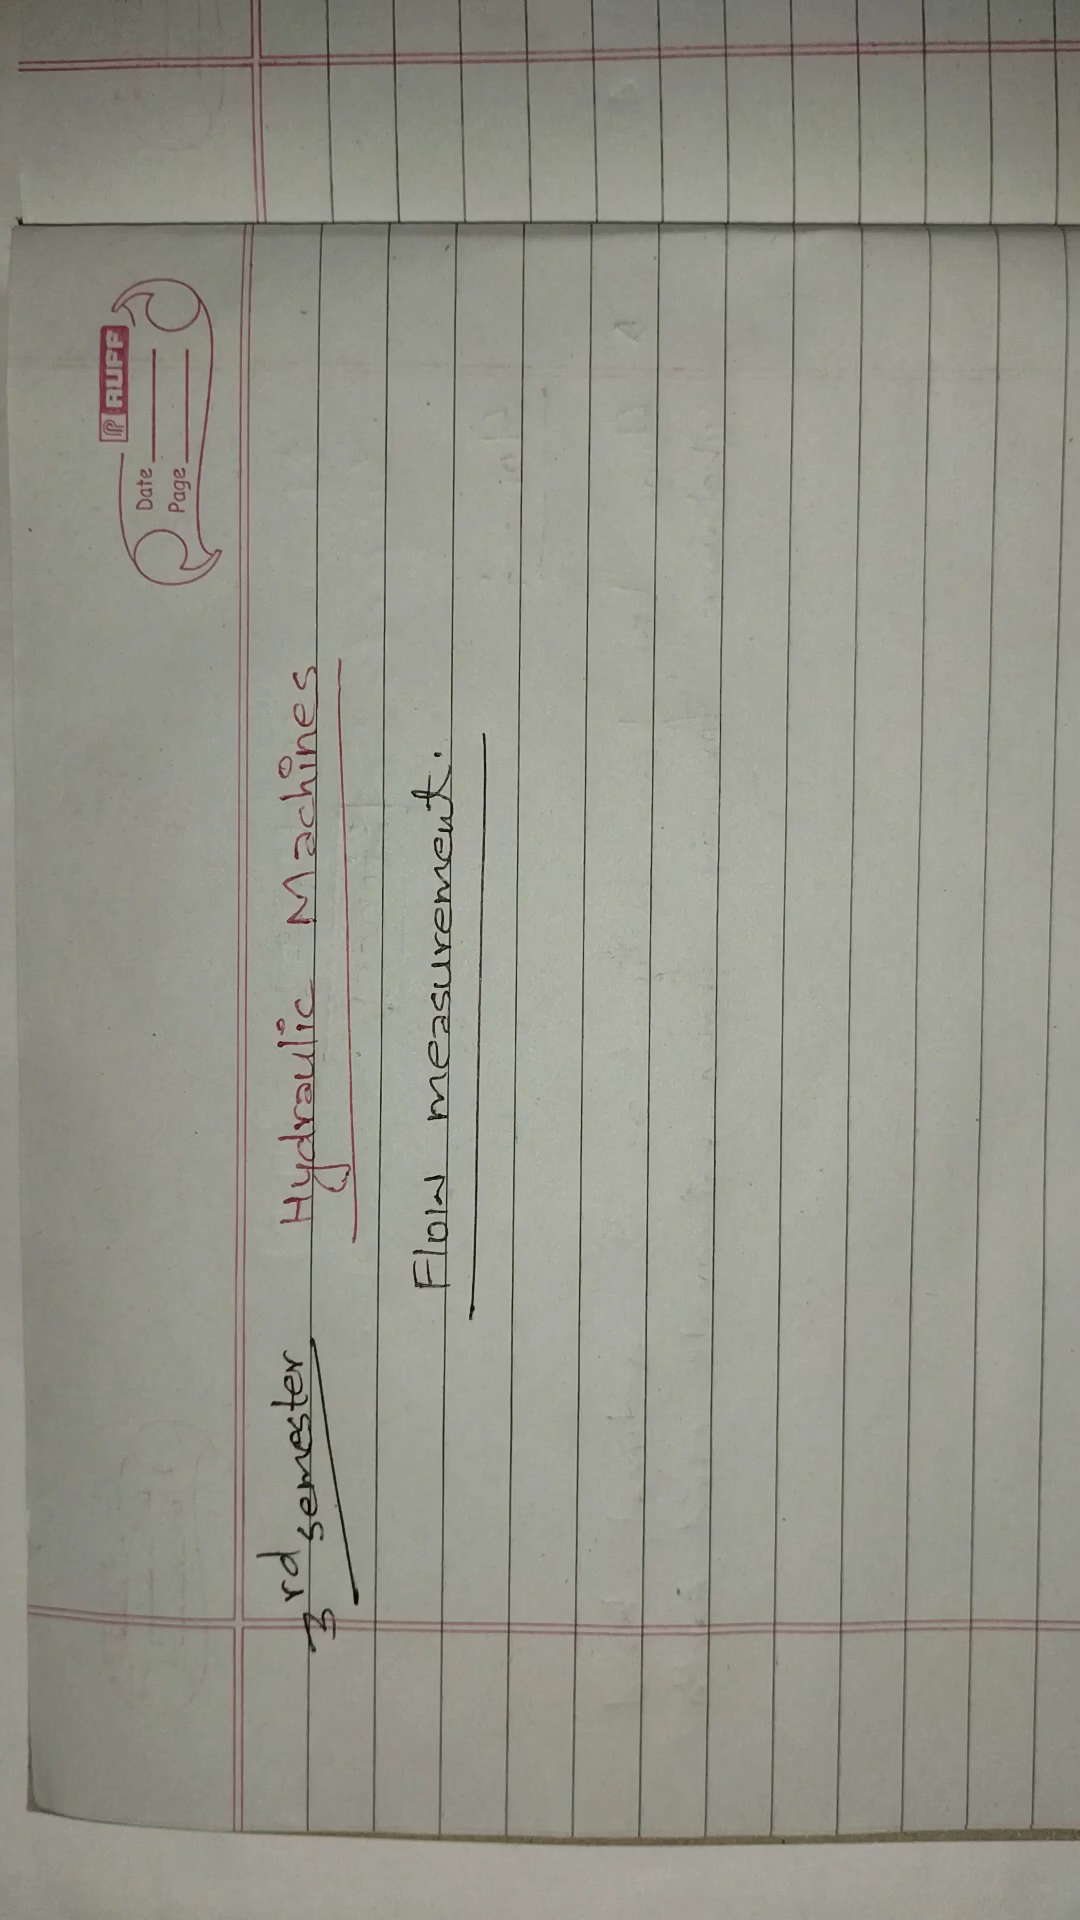 RUFF
Date
Page
3rd semester Hydraulic Machines
Flow measurement.